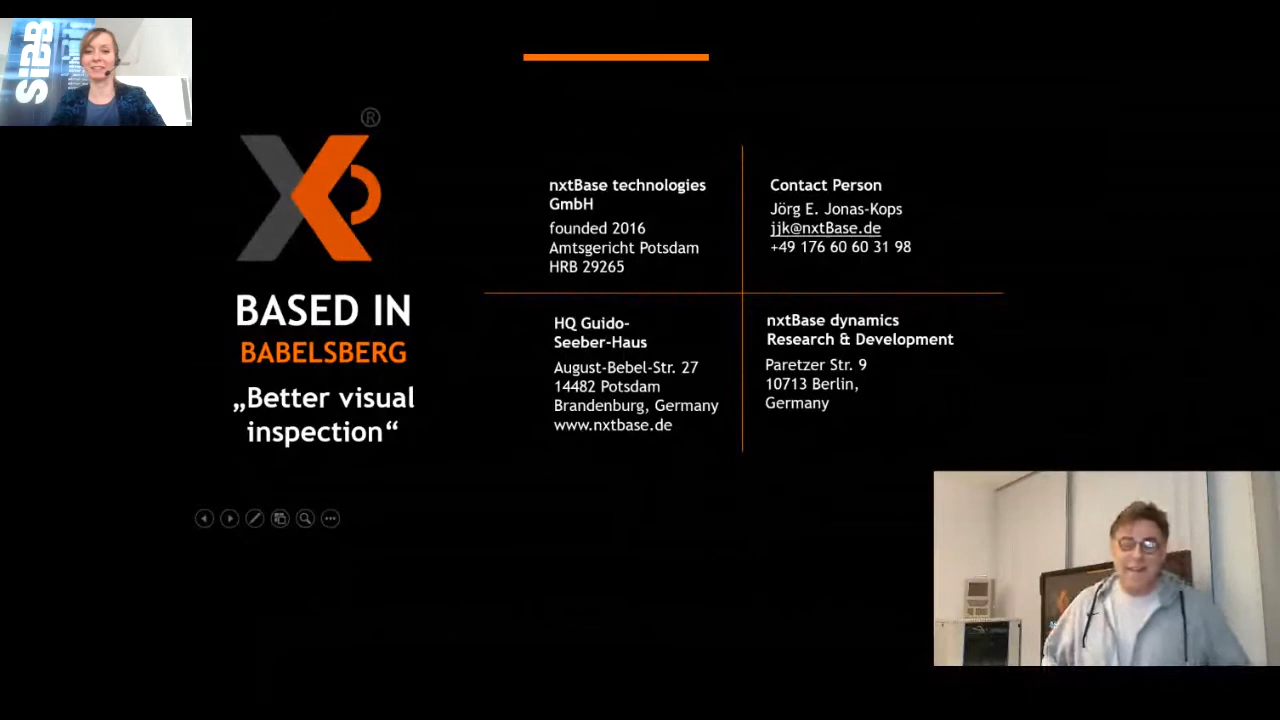 SIBB
®
BASED IN
BABELSBERG
„Better visual
inspection“
nxtBase technologies
GmbH
founded 2016
Amtsgericht Potsdam
HRB 29265
Contact Person
Jörg E. Jonas-Kops
jjk@nxtBase.de
+49 176 60 60 31 98
HQ Guido-
Seeber-Haus
August-Bebel-Str. 27
14482 Potsdam
Brandenburg, Germany
www.nxtbase.de
nxtBase dynamics
Research & Development
Paretzer Str. 9
10713 Berlin,
Germany